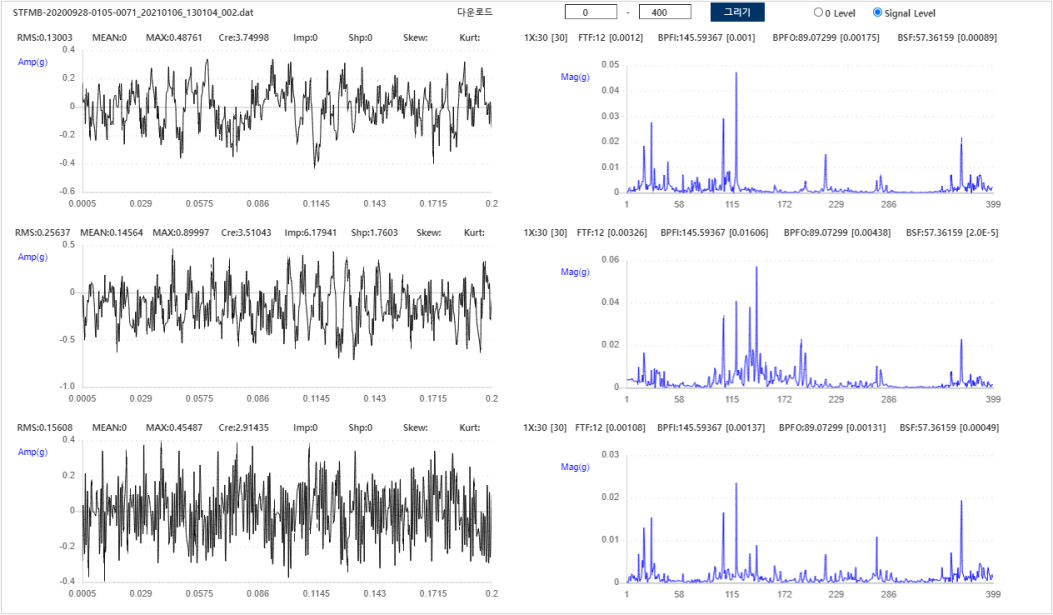 STFMB-20200928-0105-0071_20210106_130104_002.dat 다운로드 0 - 400 그리기 0 Level Signal Level
RMS:0.13003 MEAN:0 MAX:0.48761 Cre:3.74998 Imp:0 Shp:0 Skew: Kurt:
Amp(g)
0.4
0.2
0
-0.2
-0.4
-0.6
0.0005 0.029 0.0575 0.086 0.1145 0.143 0.1715 0.2
1X:30 [30] FTF:12 [0.0012] BPFI:145.59367 [0.001] BPFO:89.07299 [0.00175] BSF:57.36159 [0.00089]
Mag(g)
0.05
0.04
0.03
0.02
0.01
0
1 58 115 172 229 286 399
RMS:0.25637 MEAN:0.14564 MAX:0.89997 Cre:3.51043 Imp:6.17941 Shp:1.7603 Skew: Kurt:
Amp(g)
0.5
0
-0.5
-1.0
0.0005 0.029 0.0575 0.086 0.1145 0.143 0.1715 0.2
1X:30 [30] FTF:12 [0.00326] BPFI:145.59367 [0.01606] BPFO:89.07299 [0.00438] BSF:57.36159 [2.0E-5]
Mag(g)
0.06
0.04
0.02
0
1 58 115 172 229 286 399
RMS:0.15608 MEAN:0 MAX:0.45487 Cre:2.91435 Imp:0 Shp:0 Skew: Kurt:
Amp(g)
0.4
0.2
0
-0.2
-0.4
0.0005 0.029 0.0575 0.086 0.1145 0.143 0.1715 0.2
1X:30 [30] FTF:12 [0.00108] BPFI:145.59367 [0.00137] BPFO:89.07299 [0.00131] BSF:57.36159 [0.00049]
Mag(g)
0.03
0.02
0.01
0
1 58 115 172 229 286 399